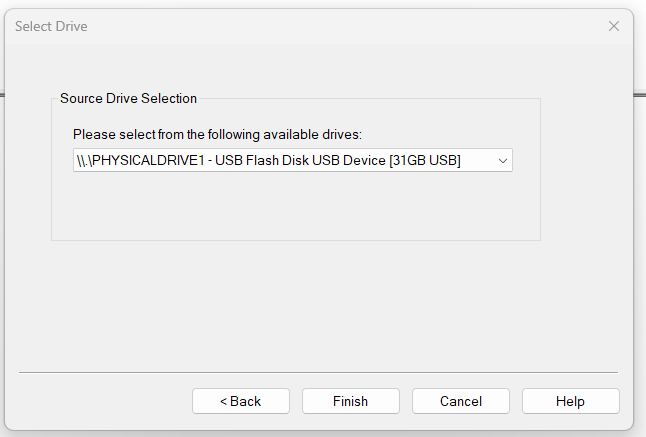 Select Drive
Source Drive Selection
Please select from the following available drives:
\\.\PHYSICALDRIVE1 - USB Flash Disk USB Device [31GB USB]
< Back
Finish
Cancel
Help